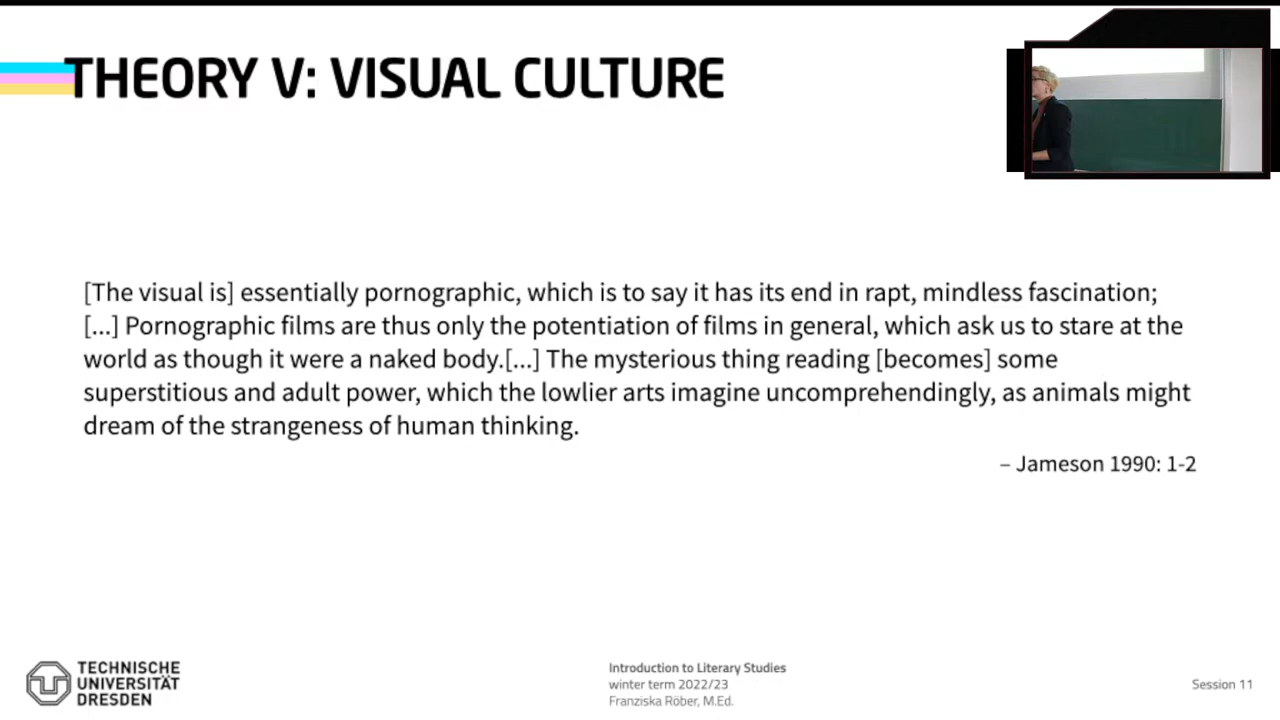 THEORY V: VISUAL CULTURE
[The visual is] essentially pornographic, which is to say it has its end in rapt, mindless fascination;
[...] Pornographic films are thus only the potentiation of films in general, which ask us to stare at the
world as though it were a naked body.[...] The mysterious thing reading [becomes] some
superstitious and adult power, which the lowlier arts imagine uncomprehendingly, as animals might
dream of the strangeness of human thinking.
– Jameson 1990: 1-2
TECHNISCHE
UNIVERSITÄT
DRESDEN
Introduction to Literary Studies
winter term 2022/23
Franziska Röber, M.Ed.
Session 11